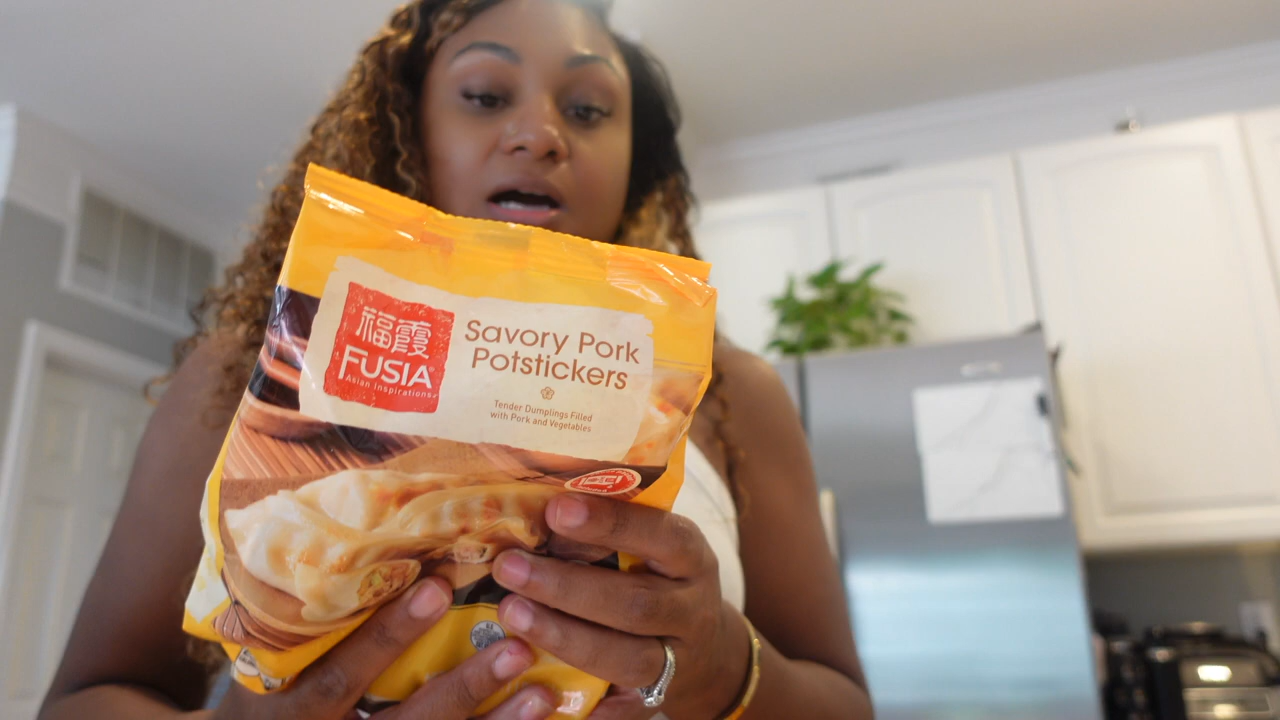 福霞
FUSIA
Asian Inspirations
Savory Pork
Potstickers
Tender Dumplings Filled
with Pork and Vegetables